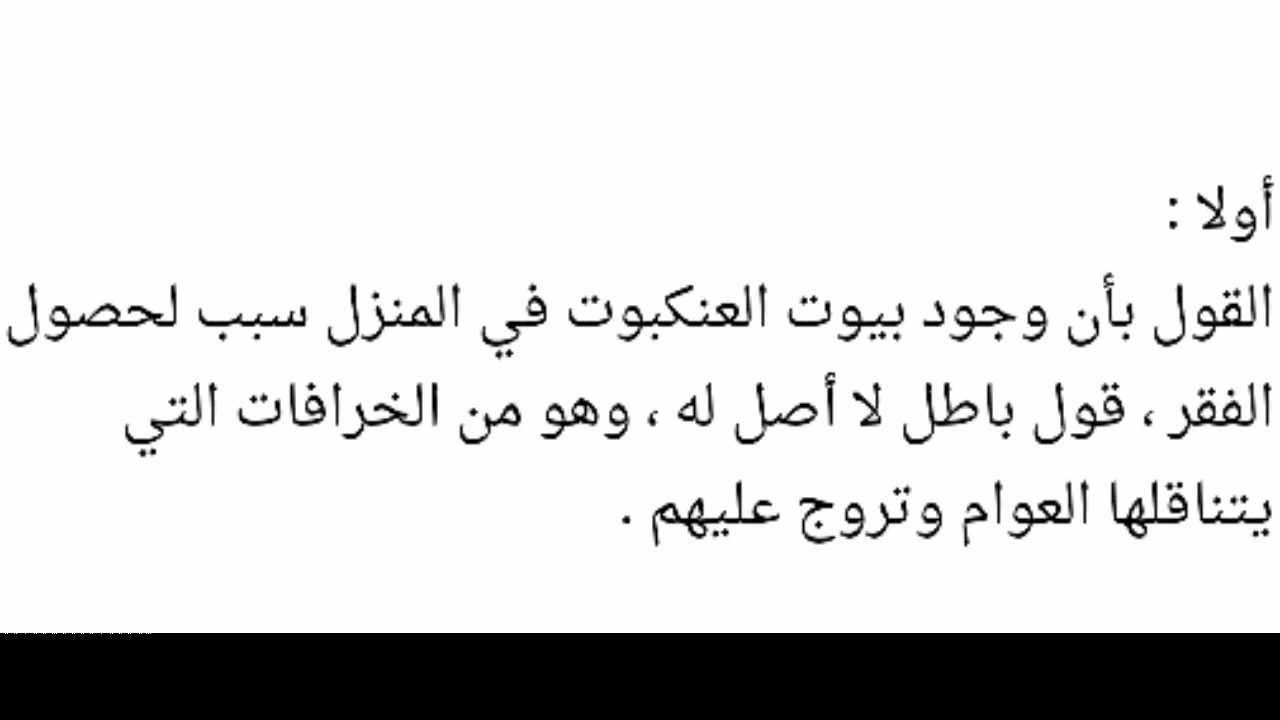 أولا :
القول بأن وجود بيوت العنكبوت في المنزل سبب لحصول
الفقر ، قول باطل لا أصل له ، وهو من الخرافات التي
يتناقلها العوام وتروج عليهم .